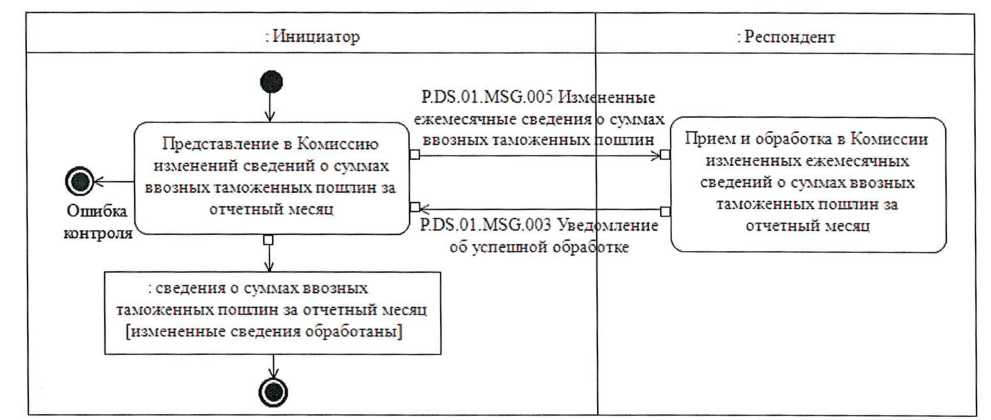 : Инициатор
: Респондент
P.DS.01.MSG.005 Измененные
ежемесячные сведения о суммах
ввозных таможенных пошлин
Представление в Комиссию
изменений сведений о суммах
ввозных таможенных пошлин за
отчетный месяц
Прием и обработка в Комиссии
измененных ежемесячных
сведений о суммах ввозных
таможенных пошлин за
отчетный месяц
Ошибка
контроля
P.DS.01.MSG.003 Уведомление
об успешной обработке
: сведения о суммах ввозных
таможенных пошлин за отчетный месяц
[измененные сведения обработаны]